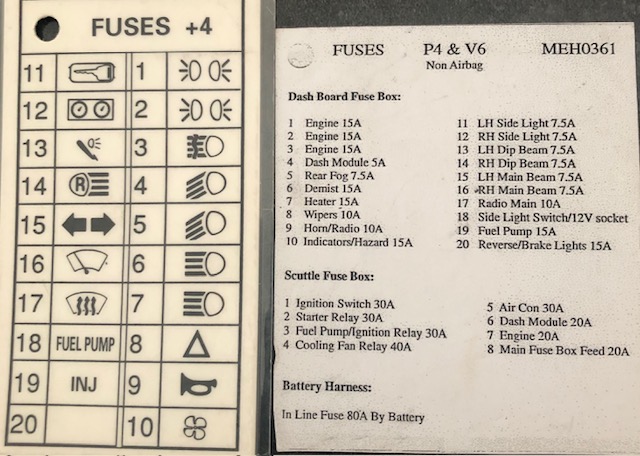 FUSES +4
11 1
12 2
13 3
14 R 4
15 5
16 6
17 7
18 FUEL PUMP 8
19 INJ 9
20 10
FUSES P4 & V6 MEH0361
Non Airbag
Dash Board Fuse Box:
1 Engine 15A
2 Engine 15A
3 Engine 15A
4 Dash Module 5A
5 Rear Fog 7.5A
6 Demist 15A
7 Heater 15A
8 Wipers 10A
9 Horn/Radio 10A
10 Indicators/Hazard 15A
11 LH Side Light 7.5A
12 RH Side Light 7.5A
13 LH Dip Beam 7.5A
14 RH Dip Beam 7.5A
15 LH Main Beam 7.5A
16 RH Main Beam 7.5A
17 Radio Main 10A
18 Side Light Switch/12V socket
19 Fuel Pump 15A
20 Reverse/Brake Lights 15A
Scuttle Fuse Box:
1 Ignition Switch 30A
2 Starter Relay 30A
3 Fuel Pump/Ignition Relay 30A
4 Cooling Fan Relay 40A
5 Air Con 30A
6 Dash Module 20A
7 Engine 20A
8 Main Fuse Box Feed 20A
Battery Harness:
In Line Fuse 80A By Battery